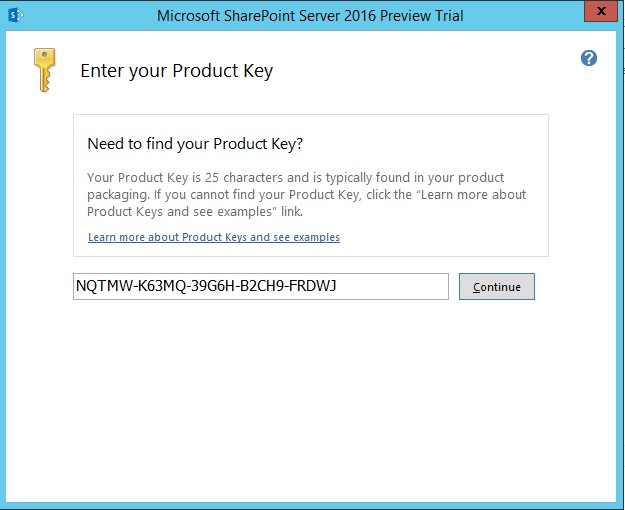 Microsoft SharePoint Server 2016 Preview Trial
x
Enter your Product Key
?
Need to find your Product Key?
Your Product Key is 25 characters and is typically found in your product
packaging. If you cannot find your Product Key, click the “Learn more about
Product Keys and see examples” link.
Learn more about Product Keys and see examples
NQTMW-K63MQ-39G6H-B2CH9-FRDWJ
Continue